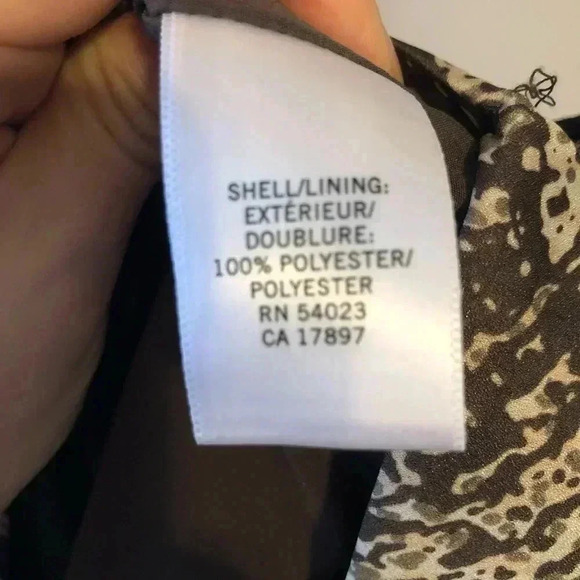 SHELL/LINING:
EXTÉRIEUR/
DOUBLURE:
100% POLYESTER/
POLYESTER
RN 54023
CA 17897